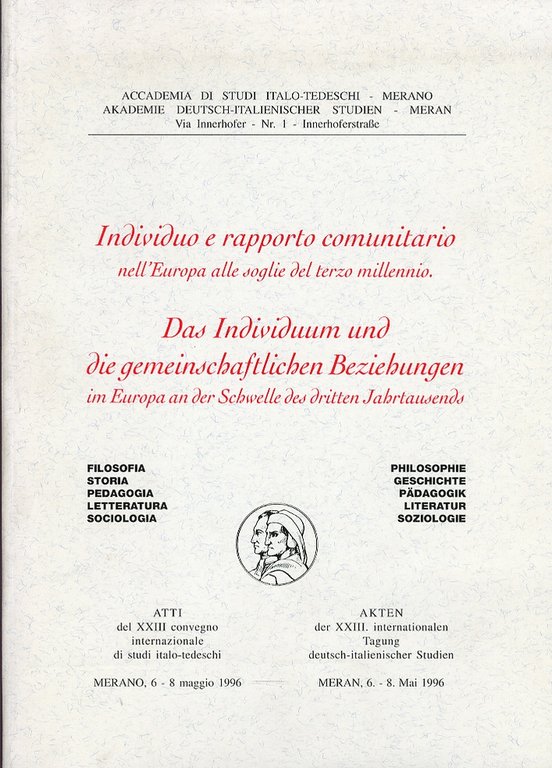 ACCADEMIA DI STUDI ITALO-TEDESCHI - MERANO
AKADEMIE DEUTSCH-ITALIENISCHER STUDIEN - MERAN
Via Innerhofer - Nr. 1 - Innerhoferstraße
Individuo e rapporto comunitario
nell'Europa alle soglie del terzo millennio.
Das Individuum und
die gemeinschaftlichen Beziehungen
im Europa an der Schwelle des dritten Jahrtausends
FILOSOFIA
STORIA
PEDAGOGIA
LETTERATURA
SOCIOLOGIA
PHILOSOPHIE
GESCHICHTE
PÄDAGOGIK
LITERATUR
SOZIOLOGIE
ATTI
del XXIII convegno
internazionale
di studi italo-tedeschi
MERANO, 6 - 8 maggio 1996
AKTEN
der XXIII. internationalen
Tagung
deutsch-italienischer Studien
MERAN, 6. - 8. Mai 1996